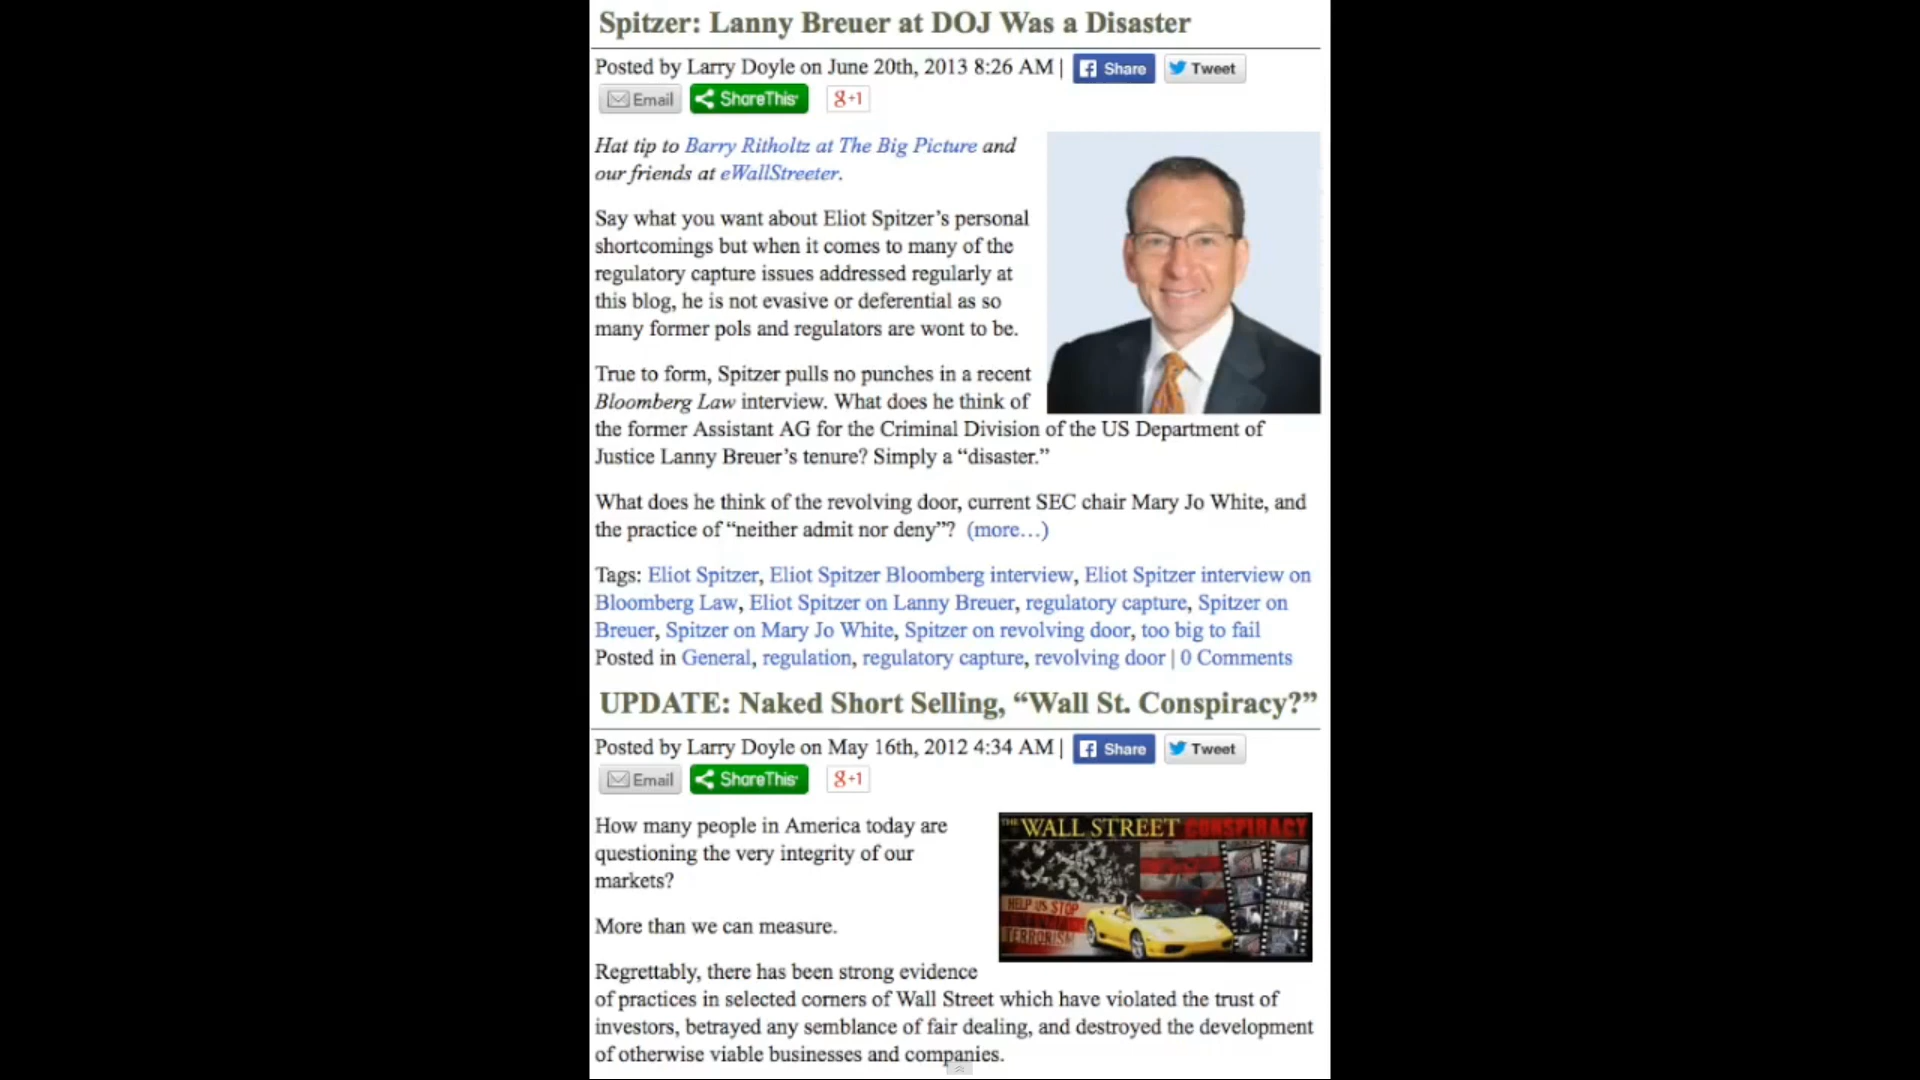 Spitzer: Lanny Breuer at DOJ Was a Disaster
Posted by Larry Doyle on June 20th, 2013 8:26 AM | Share Tweet
Email ShareThis g+1
Hat tip to Barry Ritholtz at The Big Picture and
our friends at eWallStreeter.
Say what you want about Eliot Spitzer’s personal
shortcomings but when it comes to many of the
regulatory capture issues addressed regularly at
this blog, he is not evasive or deferential as so
many former pols and regulators are wont to be.
True to form, Spitzer pulls no punches in a recent
Bloomberg Law interview. What does he think of
the former Assistant AG for the Criminal Division of the US Department of
Justice Lanny Breuer’s tenure? Simply a “disaster.”
What does he think of the revolving door, current SEC chair Mary Jo White, and
the practice of “neither admit nor deny”? (more…)
Tags: Eliot Spitzer, Eliot Spitzer Bloomberg interview, Eliot Spitzer interview on
Bloomberg Law, Eliot Spitzer on Lanny Breuer, regulatory capture, Spitzer on
Breuer, Spitzer on Mary Jo White, Spitzer on revolving door, too big to fail
Posted in General, regulation, regulatory capture, revolving door | 0 Comments
UPDATE: Naked Short Selling, “Wall St. Conspiracy?”
Posted by Larry Doyle on May 16th, 2012 4:34 AM | Share Tweet
Email ShareThis g+1
How many people in America today are
questioning the very integrity of our
markets?
More than we can measure.
Regrettably, there has been strong evidence
of practices in selected corners of Wall Street which have violated the trust of
investors, betrayed any semblance of fair dealing, and destroyed the development
of otherwise viable businesses and companies.
THE WALL STREET CONSPIRACY
HELP US STOP
FINANCIAL
TERRORISM